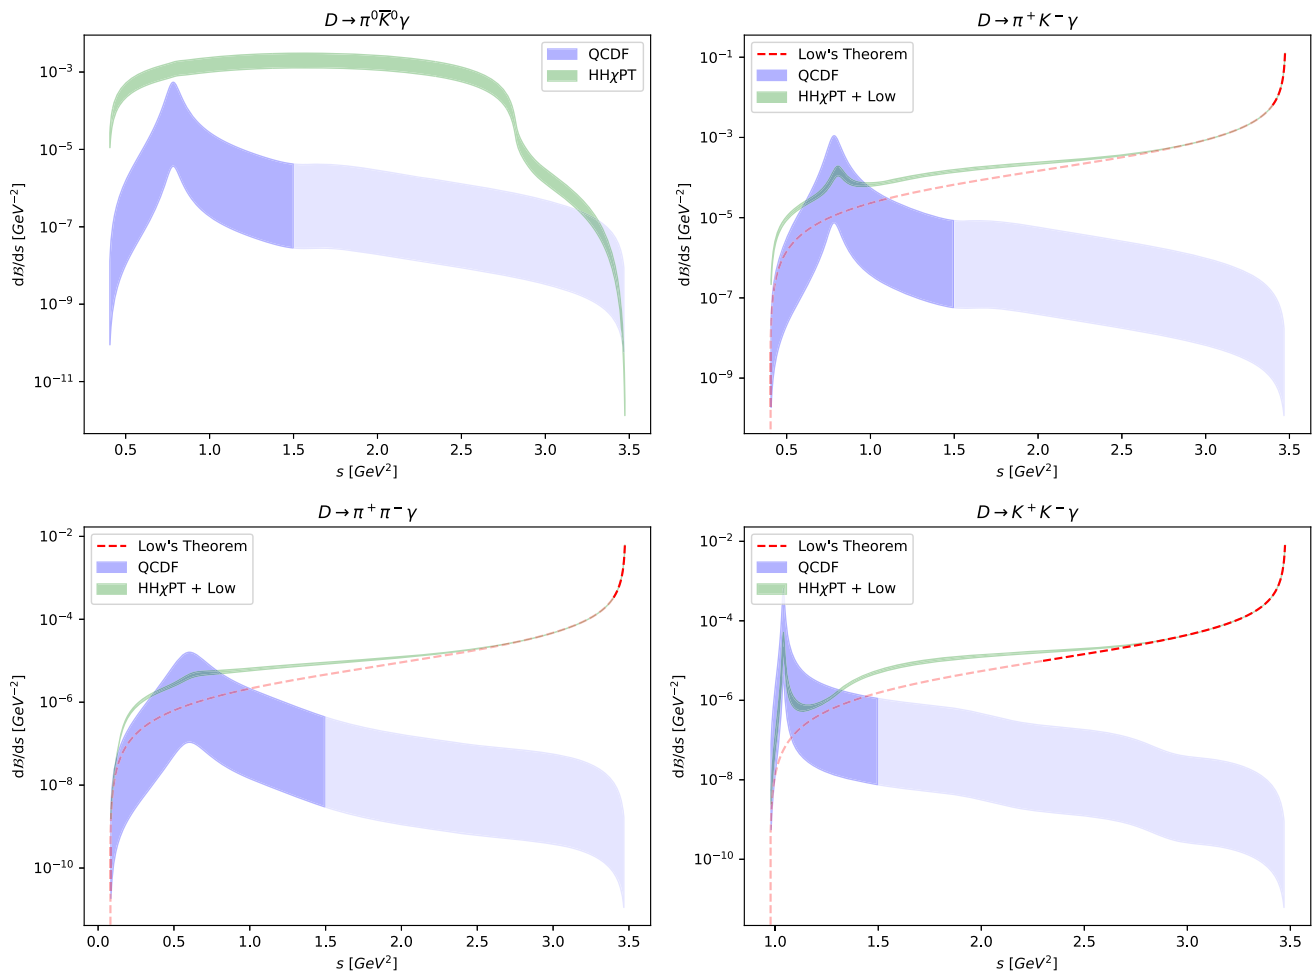 D → π⁰K̅⁰γ
QCDF
HHχPT
10⁻³
10⁻⁵
10⁻⁷
10⁻⁹
10⁻¹¹
dℬ/ds [GeV⁻²]
0.5 1.0 1.5 2.0 2.5 3.0 3.5
s [GeV²]
D → π⁺K⁻γ
Low's Theorem
QCDF
HHχPT + Low
10⁻¹
10⁻³
10⁻⁵
10⁻⁷
10⁻⁹
dℬ/ds [GeV⁻²]
0.5 1.0 1.5 2.0 2.5 3.0 3.5
s [GeV²]
D → π⁺π⁻γ
Low's Theorem
QCDF
HHχPT + Low
10⁻²
10⁻⁴
10⁻⁶
10⁻⁸
10⁻¹⁰
dℬ/ds [GeV⁻²]
0.0 0.5 1.0 1.5 2.0 2.5 3.0 3.5
s [GeV²]
D → K⁺K⁻γ
Low's Theorem
QCDF
HHχPT + Low
10⁻²
10⁻⁴
10⁻⁶
10⁻⁸
10⁻¹⁰
dℬ/ds [GeV⁻²]
1.0 1.5 2.0 2.5 3.0 3.5
s [GeV²]